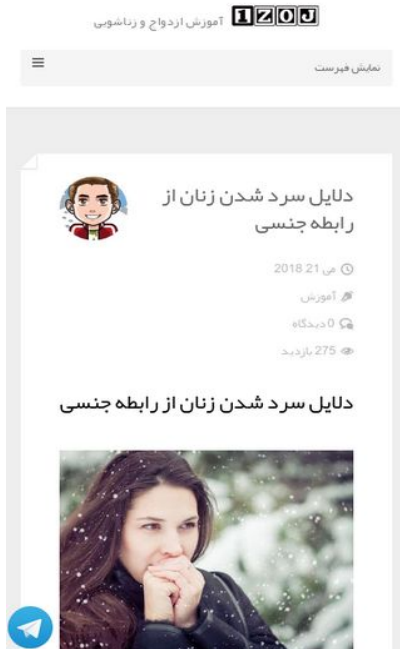 1ZOJ آموزش ازدواج و زناشویی
نمایش فهرست
دلایل سرد شدن زنان از
رابطه جنسی
می 21, 2018
آموزش
0 دیدگاه
275 بازدید
دلایل سرد شدن زنان از رابطه جنسی